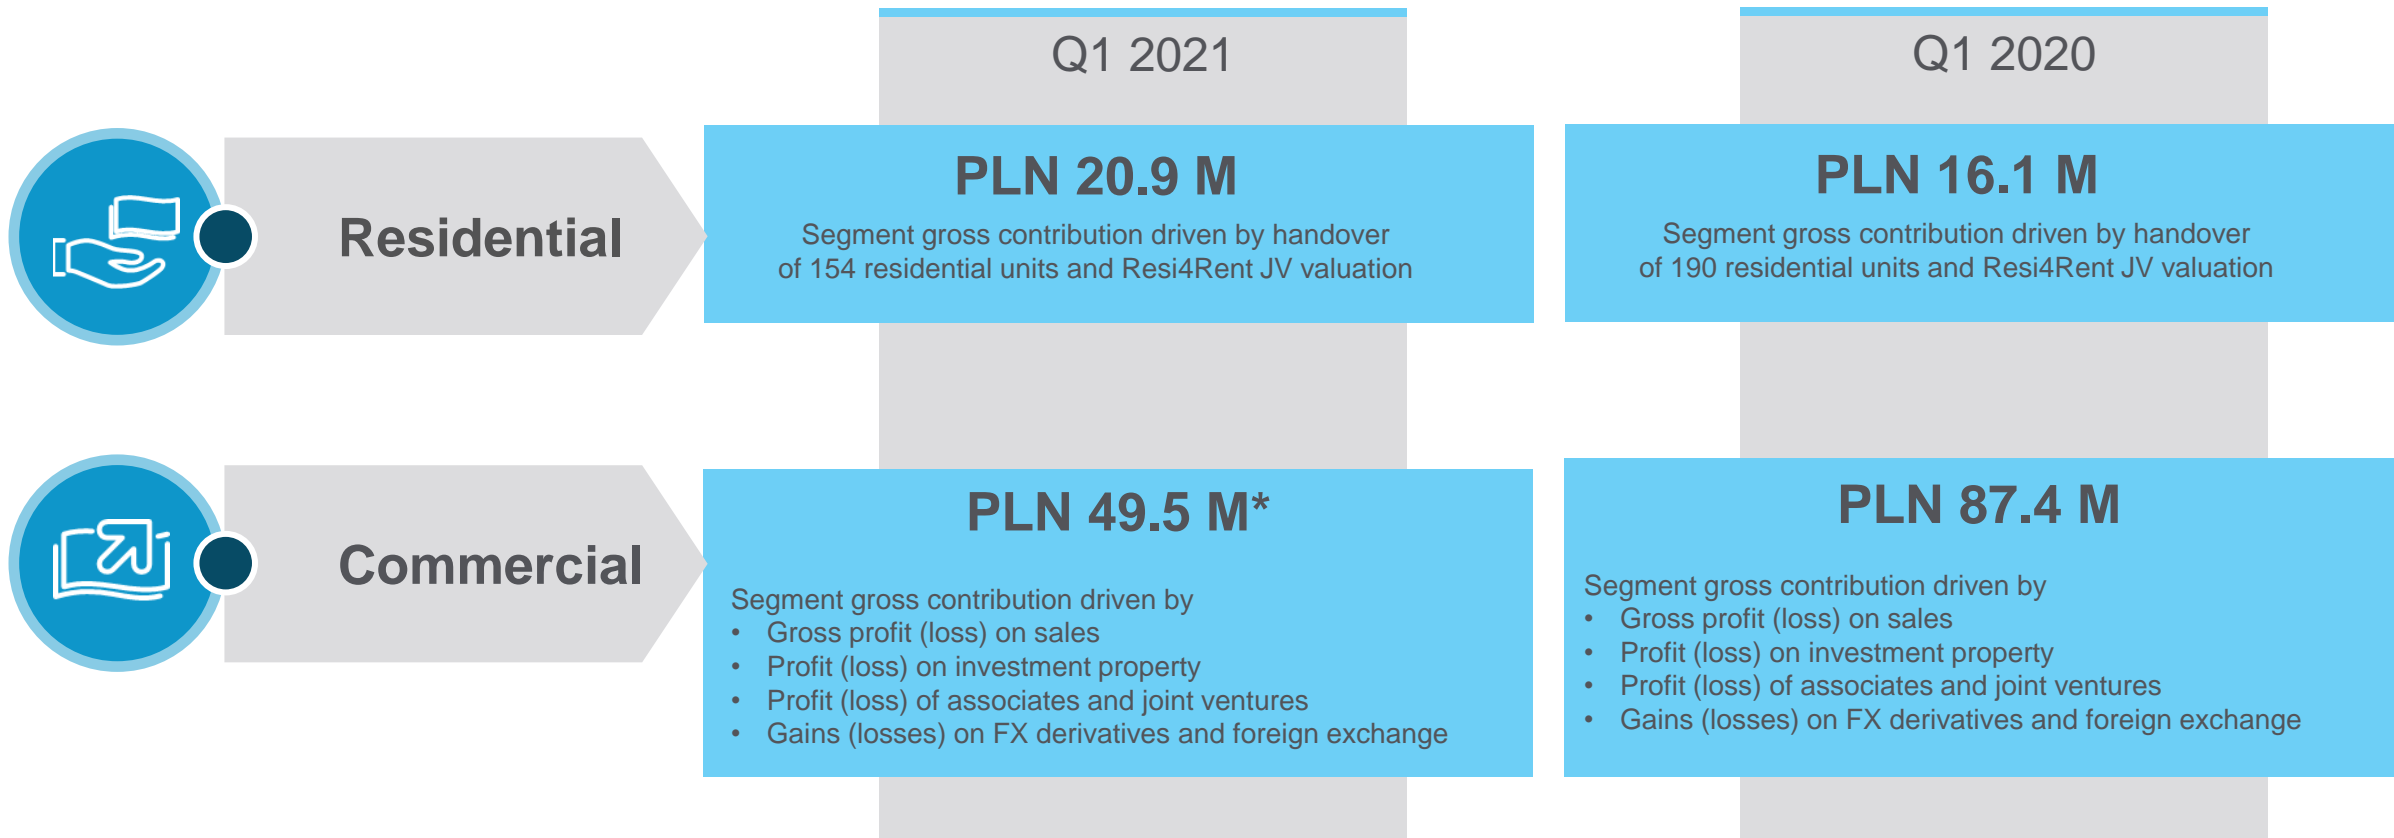 Q1 2021
Q1 2020
Residential
PLN 20.9 M
Segment gross contribution driven by handover
of 154 residential units and Resi4Rent JV valuation
PLN 16.1 M
Segment gross contribution driven by handover
of 190 residential units and Resi4Rent JV valuation
Commercial
PLN 49.5 M*
Segment gross contribution driven by
• Gross profit (loss) on sales
• Profit (loss) on investment property
• Profit (loss) of associates and joint ventures
• Gains (losses) on FX derivatives and foreign exchange
PLN 87.4 M
Segment gross contribution driven by
• Gross profit (loss) on sales
• Profit (loss) on investment property
• Profit (loss) of associates and joint ventures
• Gains (losses) on FX derivatives and foreign exchange